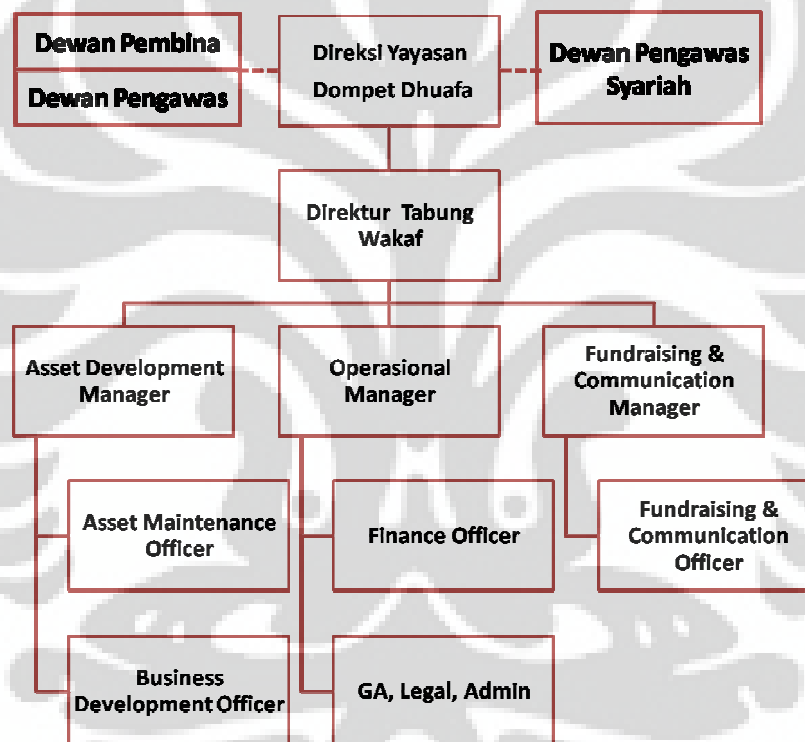 Dewan Pembina
Dewan Pengawas
Direksi Yayasan
Dompet Dhuafa
Dewan Pengawas
Syariah
Direktur Tabung
Wakaf
Asset Development
Manager
Operasional
Manager
Fundraising &
Communication
Manager
Asset Maintenance
Officer
Finance Officer
Fundraising &
Communication
Officer
Business
Development Officer
GA, Legal, Admin